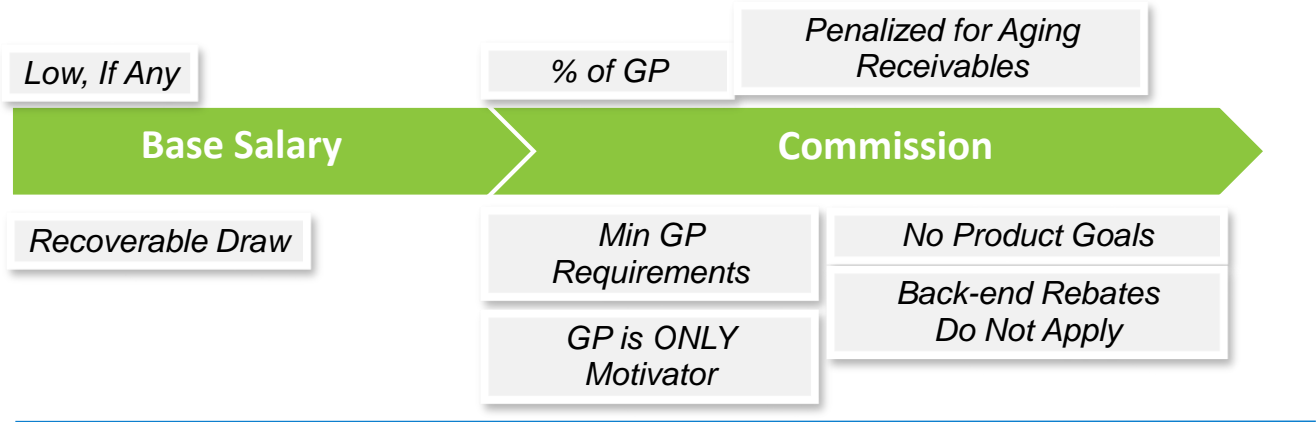 Low, If Any
% of GP
Penalized for Aging
Receivables
Base Salary
Commission
Recoverable Draw
Min GP
Requirements
No Product Goals
GP is ONLY
Motivator
Back-end Rebates
Do Not Apply